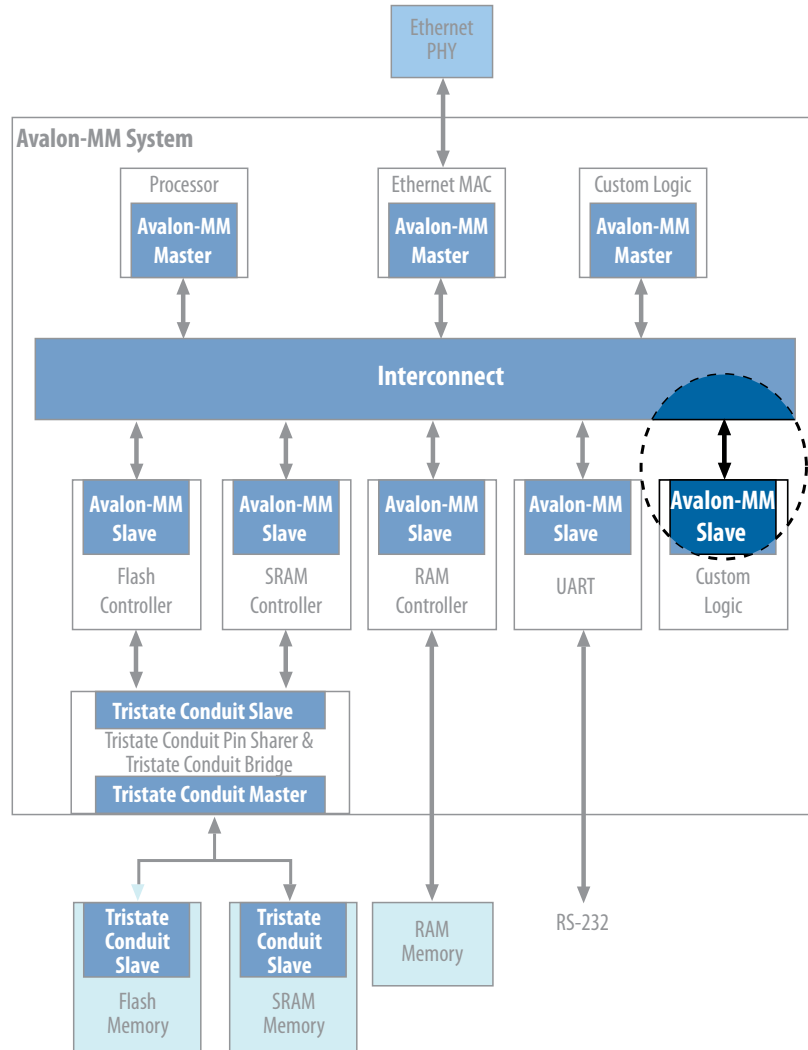 Ethernet
PHY
Avalon-MM System
Processor
Avalon-MM
Master
Ethernet MAC
Avalon-MM
Master
Custom Logic
Avalon-MM
Master
Interconnect
Avalon-MM
Slave
Flash
Controller
Avalon-MM
Slave
SRAM
Controller
Avalon-MM
Slave
RAM
Controller
Avalon-MM
Slave
UART
Avalon-MM
Slave
Custom
Logic
Tristate Conduit Slave
Tristate Conduit Pin Sharer &
Tristate Conduit Bridge
Tristate Conduit Master
Tristate
Conduit
Slave
Flash
Memory
Tristate
Conduit
Slave
SRAM
Memory
RAM
Memory
RS-232